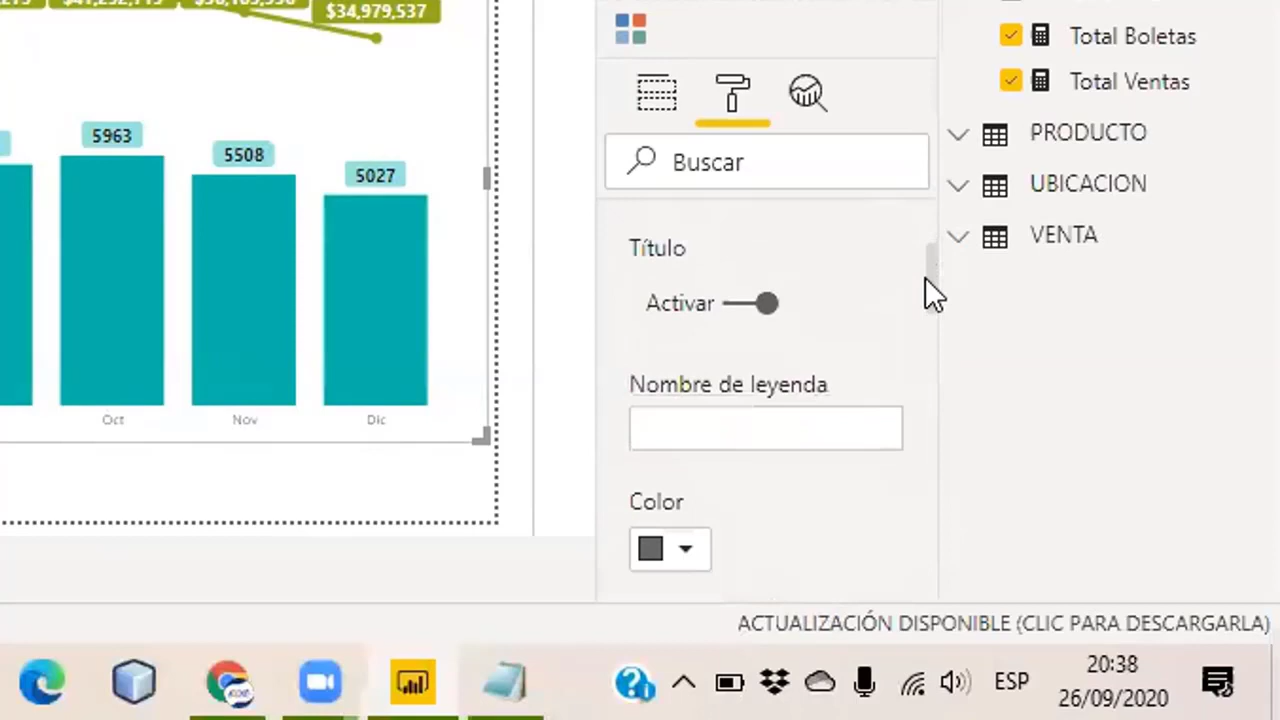 $34,979,537
5963
5508
5027
Oct
Nov
Dic
Buscar
Título
Activar
Nombre de leyenda
Color
Total Boletas
Total Ventas
PRODUCTO
UBICACION
VENTA
ACTUALIZACIÓN DISPONIBLE (CLIC PARA DESCARGARLA)
ESP
20:38
26/09/2020